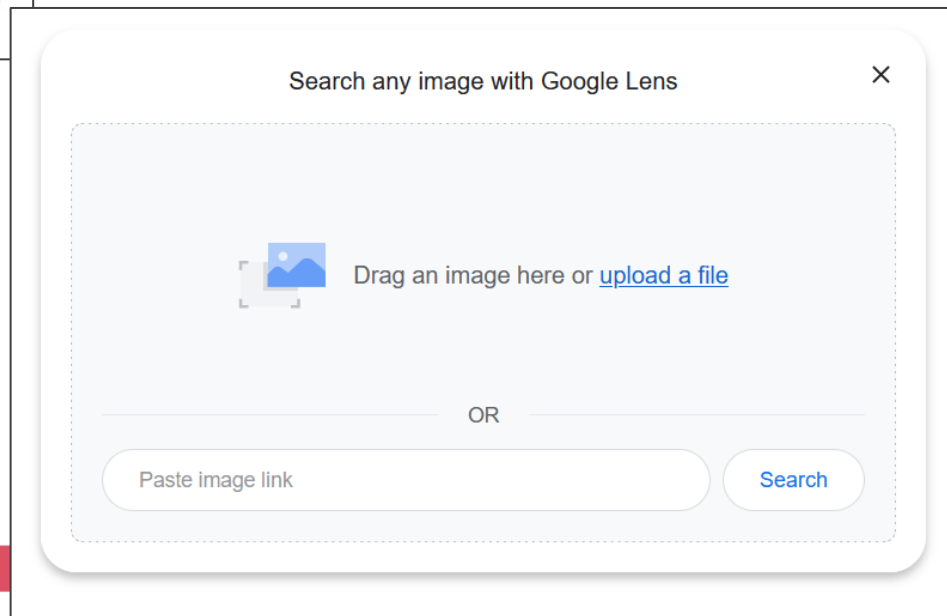 Search any image with Google Lens
Drag an image here or upload a file
OR
Paste image link
Search